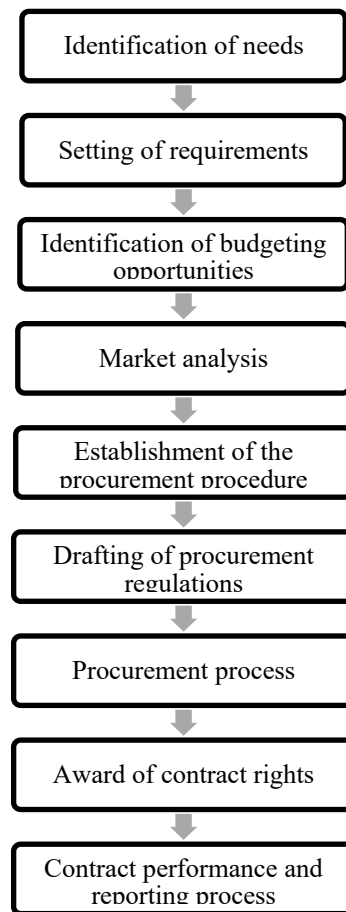 Identification of needs
Setting of requirements
Identification of budgeting
opportunities
Market analysis
Establishment of the
procurement procedure
Drafting of procurement
regulations
Procurement process
Award of contract rights
Contract performance and
reporting process